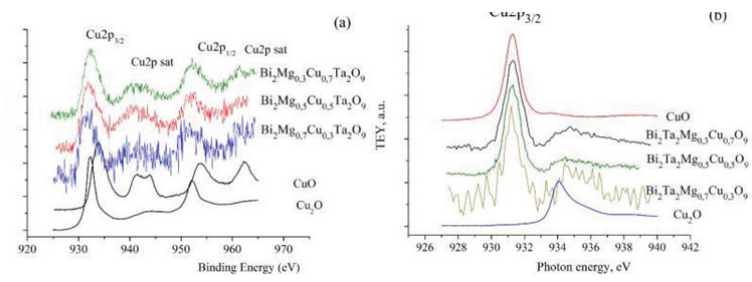 (a)
Cu2p3/2
Cu2p sat
Cu2p1/2
Cu2p sat
Bi2Mg0,3Cu0,7Ta2O9
Bi2Mg0,5Cu0,5Ta2O9
Bi2Mg0,7Cu0,3Ta2O9
CuO
Cu2O
920 930 940 950 960 970
Binding Energy (eV)
Cu2p3/2
(b)
TEY, a.u.
CuO
Bi2Ta2Mg0,3Cu0,7O9
Bi2Ta2Mg0,5Cu0,5O9
Bi2Ta2Mg0,7Cu0,3O9
Cu2O
926 928 930 932 934 936 938 940 942
Photon energy, eV